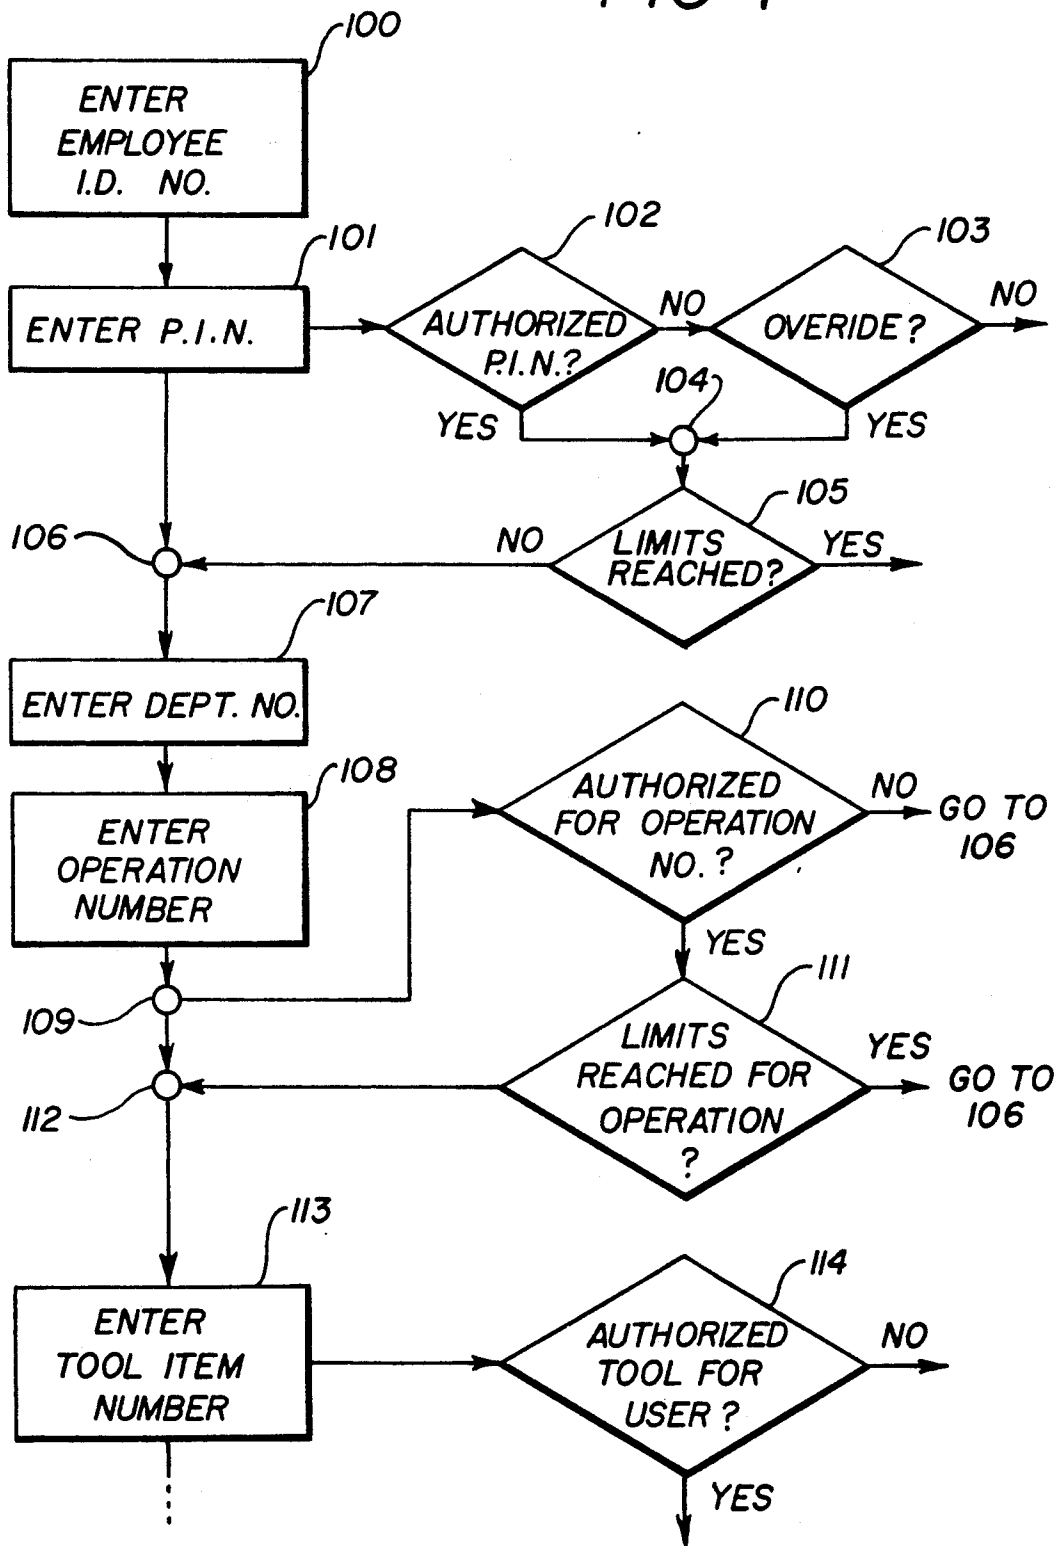 100
ENTER
EMPLOYEE
I.D. NO.
101
ENTER P.I.N.
102
AUTHORIZED
P.I.N.?
NO
YES
103
OVERIDE?
NO
YES
104
105
LIMITS
REACHED?
NO
YES
106
107
ENTER DEPT. NO.
108
ENTER
OPERATION
NUMBER
109
110
AUTHORIZED
FOR OPERATION
NO.?
NO
GO TO
106
YES
111
LIMITS
REACHED FOR
OPERATION
?
YES
GO TO
106
112
113
ENTER
TOOL ITEM
NUMBER
114
AUTHORIZED
TOOL FOR
USER?
NO
YES